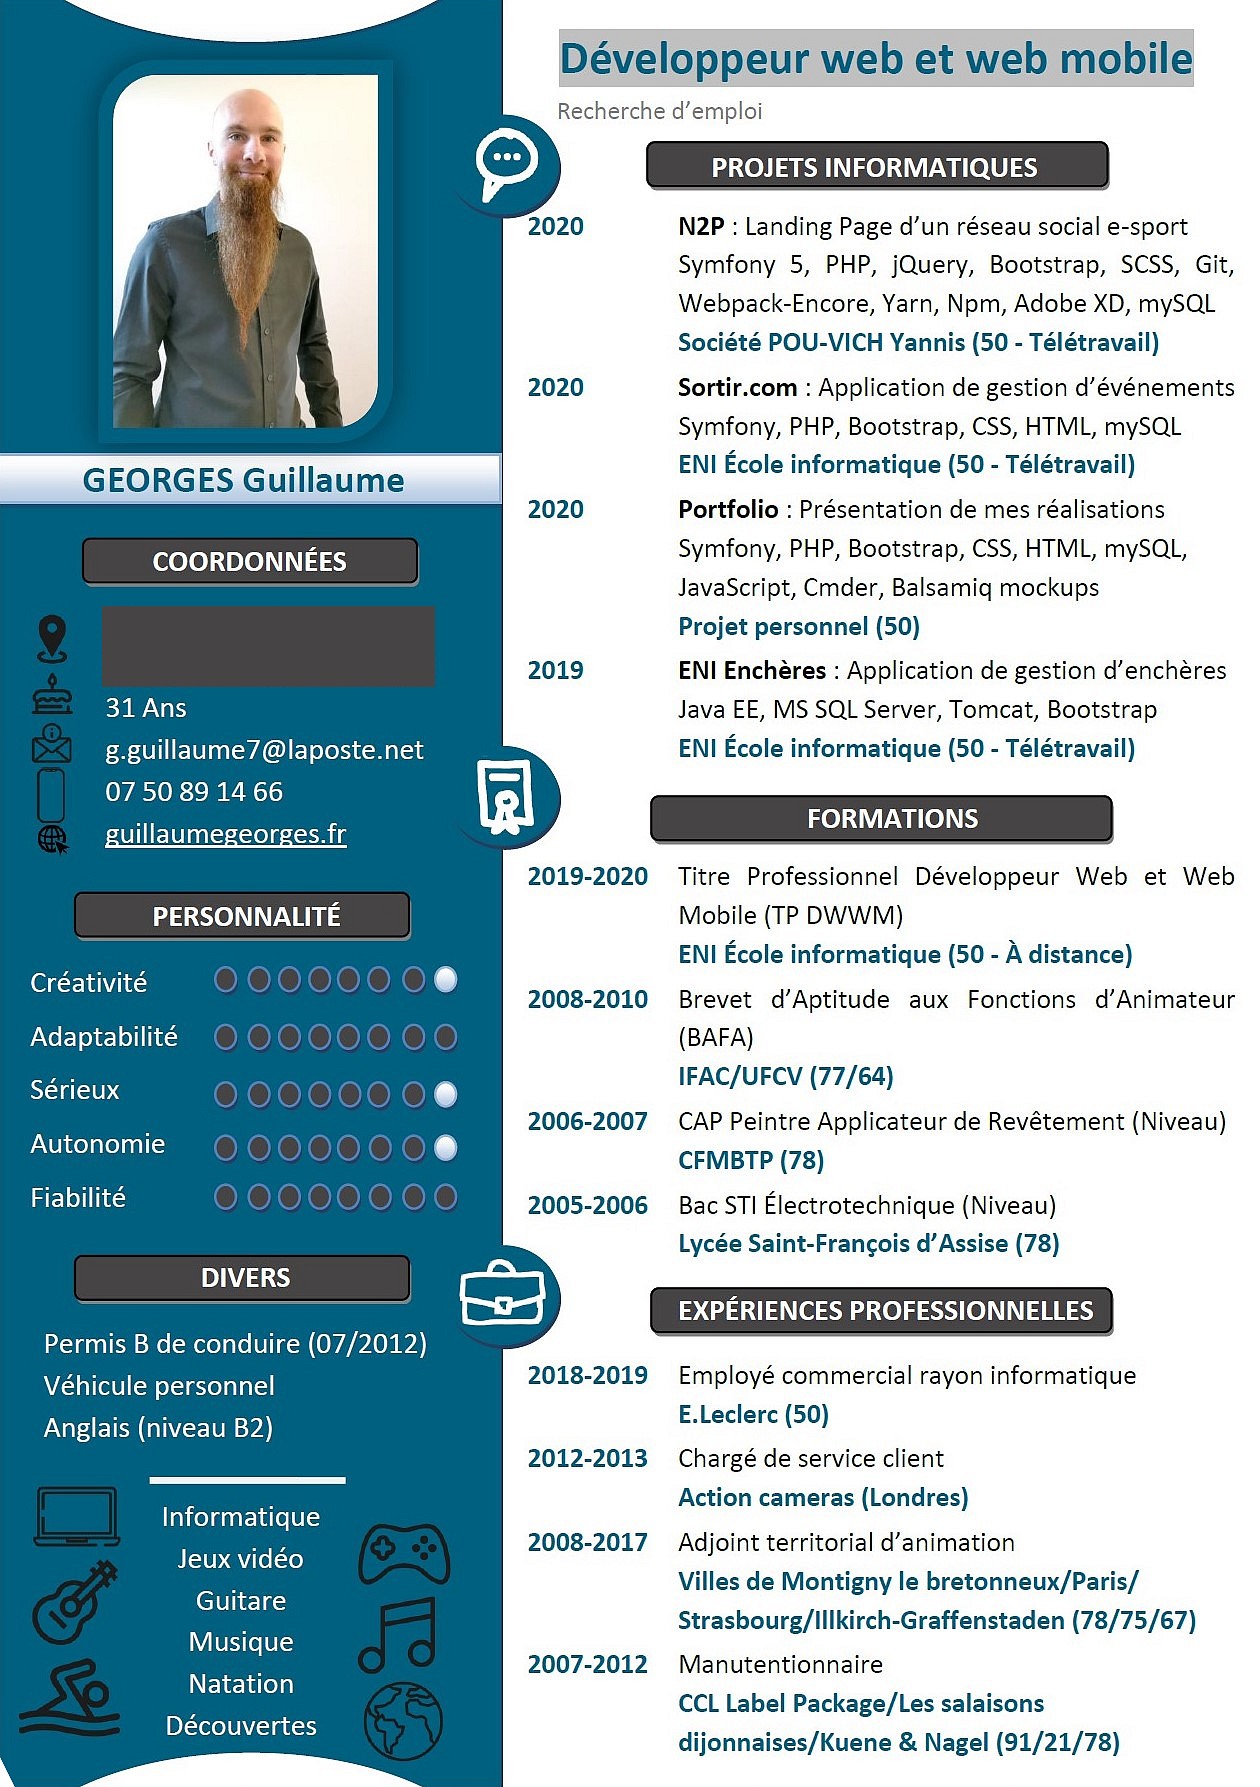 Développeur web et web mobile
Recherche d’emploi
PROJETS INFORMATIQUES
2020 N2P : Landing Page d’un réseau social e-sport
Symfony 5, PHP, jQuery, Bootstrap, SCSS, Git,
Webpack-Encore, Yarn, Npm, Adobe XD, mySQL
Société POU-VICH Yannis (50 - Télétravail)
2020 Sortir.com : Application de gestion d’événements
Symfony, PHP, Bootstrap, CSS, HTML, mySQL
ENI École informatique (50 - Télétravail)
2020 Portfolio : Présentation de mes réalisations
Symfony, PHP, Bootstrap, CSS, HTML, mySQL,
JavaScript, Cmder, Balsamiq mockups
Projet personnel (50)
2019 ENI Enchères : Application de gestion d’enchères
Java EE, MS SQL Server, Tomcat, Bootstrap
ENI École informatique (50 - Télétravail)
FORMATIONS
2019-2020 Titre Professionnel Développeur Web et Web
Mobile (TP DWWM)
ENI École informatique (50 - À distance)
2008-2010 Brevet d’Aptitude aux Fonctions d’Animateur
(BAFA)
IFAC/UFCV (77/64)
2006-2007 CAP Peintre Applicateur de Revêtement (Niveau)
CFMBTP (78)
2005-2006 Bac STI Électrotechnique (Niveau)
Lycée Saint-François d’Assise (78)
EXPÉRIENCES PROFESSIONNELLES
2018-2019 Employé commercial rayon informatique
E.Leclerc (50)
2012-2013 Chargé de service client
Action cameras (Londres)
2008-2017 Adjoint territorial d’animation
Villes de Montigny le bretonneux/Paris/
Strasbourg/Illkirch-Graffenstaden (78/75/67)
2007-2012 Manutentionnaire
CCL Label Package/Les salaisons
dijonnaises/Kuene & Nagel (91/21/78)
GEORGES Guillaume
COORDONNÉES
31 Ans
g.guillaume7@laposte.net
07 50 89 14 66
guillaumegeorges.fr
PERSONNALITÉ
Créativité
Adaptabilité
Sérieux
Autonomie
Fiabilité
DIVERS
Permis B de conduire (07/2012)
Véhicule personnel
Anglais (niveau B2)
Informatique
Jeux vidéo
Guitare
Musique
Natation
Découvertes